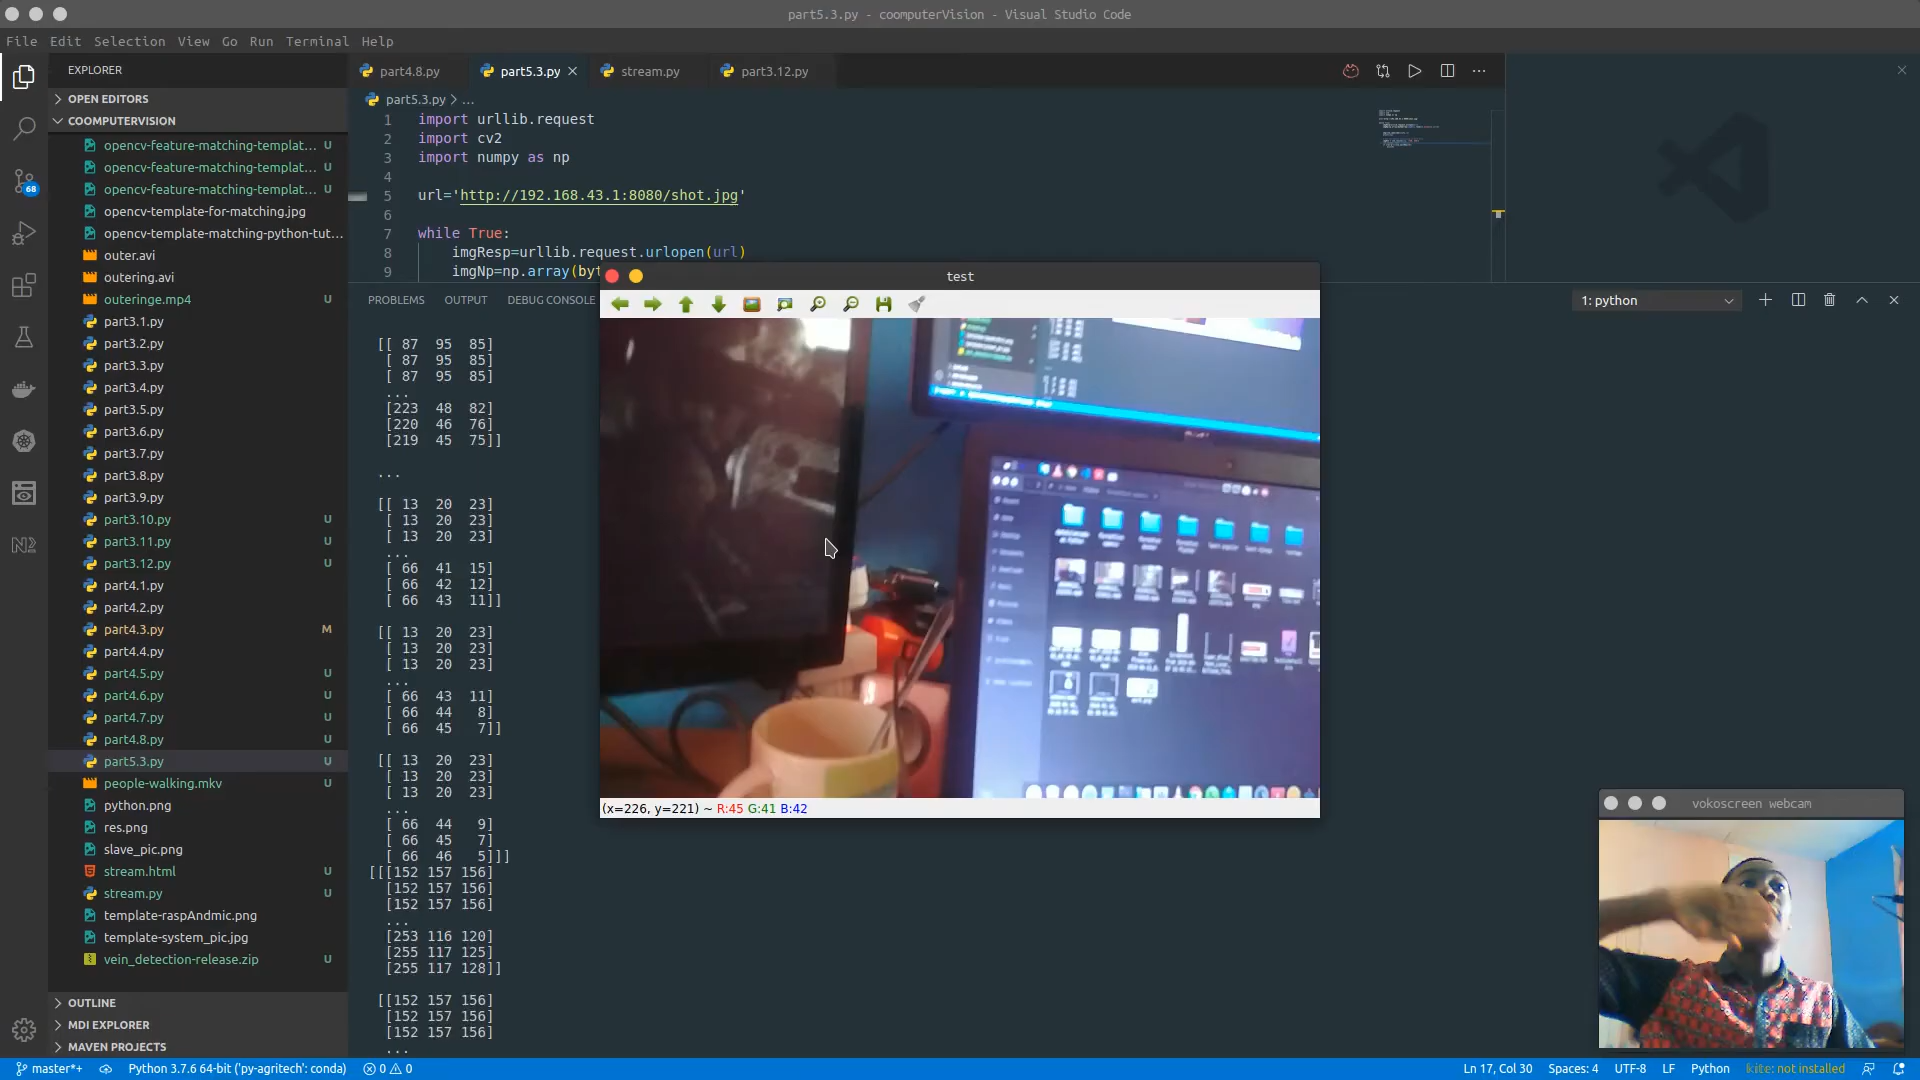 part5.3.py - coomputerVision - Visual Studio Code
File Edit Selection View Go Run Terminal Help
EXPLORER
OPEN EDITORS
COOMPUTERVISION
opencv-feature-matching-templat... U
opencv-feature-matching-templat... U
opencv-feature-matching-templat... U
opencv-template-for-matching.jpg
opencv-template-matching-python-tut...
outer.avi
outering.avi
outeringe.mp4 U
part3.1.py
part3.2.py
part3.3.py
part3.4.py
part3.5.py
part3.6.py
part3.7.py
part3.8.py
part3.9.py
part3.10.py U
part3.11.py U
part3.12.py U
part4.1.py
part4.2.py
part4.3.py M
part4.4.py
part4.5.py U
part4.6.py U
part4.7.py U
part4.8.py U
part5.3.py U
people-walking.mkv U
python.png
res.png
slave_pic.png
stream.html U
stream.py U
template-raspAndmic.png
template-system_pic.jpg
vein_detection-release.zip U
OUTLINE
MDI EXPLORER
MAVEN PROJECTS
68
part4.8.py part5.3.py stream.py part3.12.py
part5.3.py > ...
1 import urllib.request
2 import cv2
3 import numpy as np
4
5 url='http://192.168.43.1:8080/shot.jpg'
6
7 while True:
8 imgResp=urllib.request.urlopen(url)
9 imgNp=np.array(byt
PROBLEMS OUTPUT DEBUG CONSOLE
1: python
[[ 87 95 85]
[ 87 95 85]
[ 87 95 85]
...
[223 48 82]
[220 46 76]
[219 45 75]]
...
[[ 13 20 23]
[ 13 20 23]
[ 13 20 23]
...
[ 66 41 15]
[ 66 42 12]
[ 66 43 11]]
[[ 13 20 23]
[ 13 20 23]
[ 13 20 23]
...
[ 66 43 11]
[ 66 44 8]
[ 66 45 7]]
[[ 13 20 23]
[ 13 20 23]
[ 13 20 23]
...
[ 66 44 9]
[ 66 45 7]
[ 66 46 5]]]
[[[152 157 156]
[152 157 156]
[152 157 156]
...
[253 116 120]
[255 117 125]
[255 117 128]]
[[152 157 156]
[152 157 156]
[152 157 156]
...
test
(x=226, y=221) ~ R:45 G:41 B:42
vokoscreen webcam
master*+ Python 3.7.6 64-bit ('py-agritech': conda) 0 0 Ln 17, Col 30 Spaces: 4 UTF-8 LF Python kite: not installed